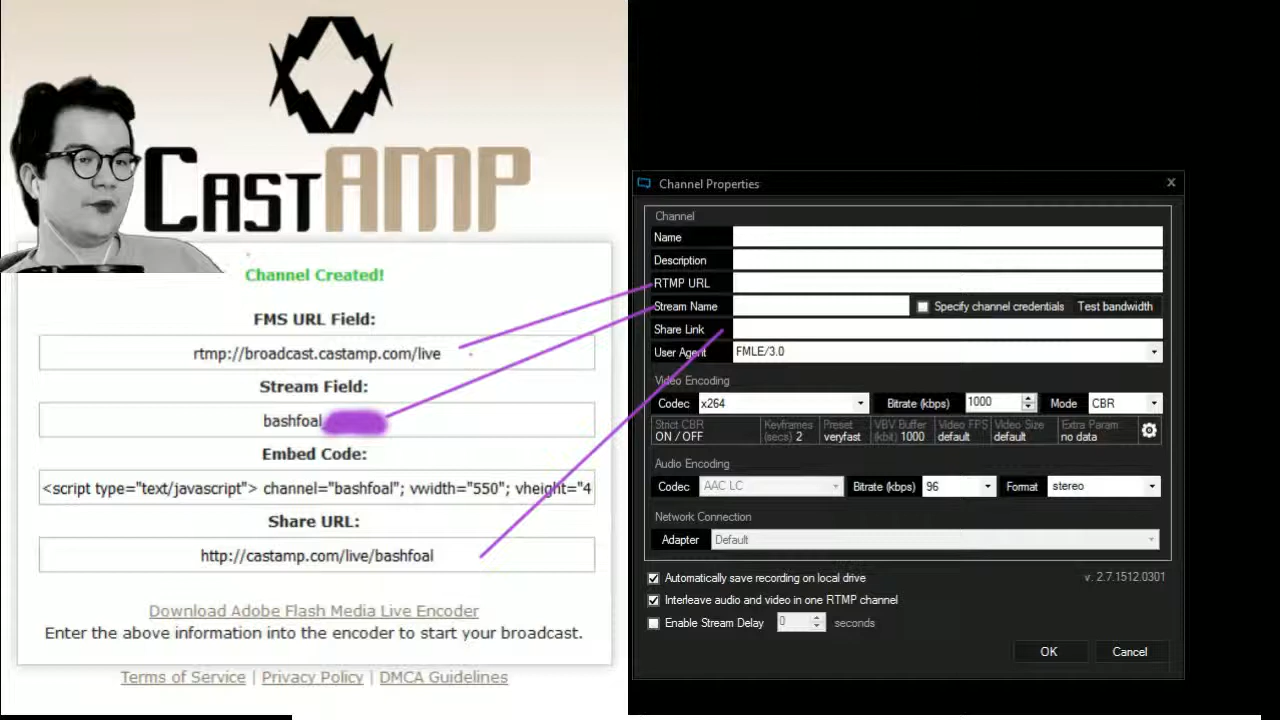 CASTAMP
Channel Created!
FMS URL Field:
rtmp://broadcast.castamp.com/live
Stream Field:
bashfoal
Embed Code:
<script type="text/javascript"> channel="bashfoal"; vwidth="550"; vheight="4
Share URL:
http://castamp.com/live/bashfoal
Download Adobe Flash Media Live Encoder
Enter the above information into the encoder to start your broadcast.
Terms of Service | Privacy Policy | DMCA Guidelines
Channel Properties X
Channel
Name
Description
RTMP URL
Stream Name Specify channel credentials Test bandwidth
Share Link
User Agent FMLE/3.0
Video Encoding
Codec x264 Bitrate (kbps) 1000 Mode CBR
Strict CBR Keyframes Preset VBV Buffer Video FPS Video Size Extra Param
ON / OFF (secs) 2 veryfast (kbit) 1000 default default no data
Audio Encoding
Codec AAC LC Bitrate (kbps) 96 Format stereo
Network Connection
Adapter Default
Automatically save recording on local drive v. 2.7.1512.0301
Interleave audio and video in one RTMP channel
Enable Stream Delay 0 seconds
OK Cancel